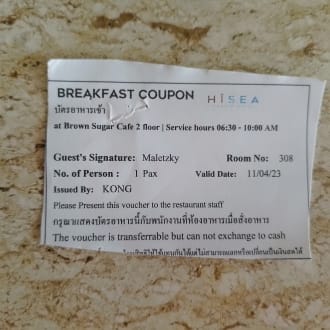 BREAKFAST COUPON HISEA
บัตรอาหารเช้า
at Brown Sugar Cafe 2 floor | Service hours 06:30 - 10:00 AM
Guest's Signature: Maletzky Room No: 308
No. of Person : 1 Pax Valid Date: 11/04/23
Issued By: KONG
Please Present this voucher to the restaurant staff
กรุณาแสดงบัตรอาหารนี้กับพนักงานที่ห้องอาหารเมื่อสั่งอาหาร
The voucher is transferrable but can not exchange to cash